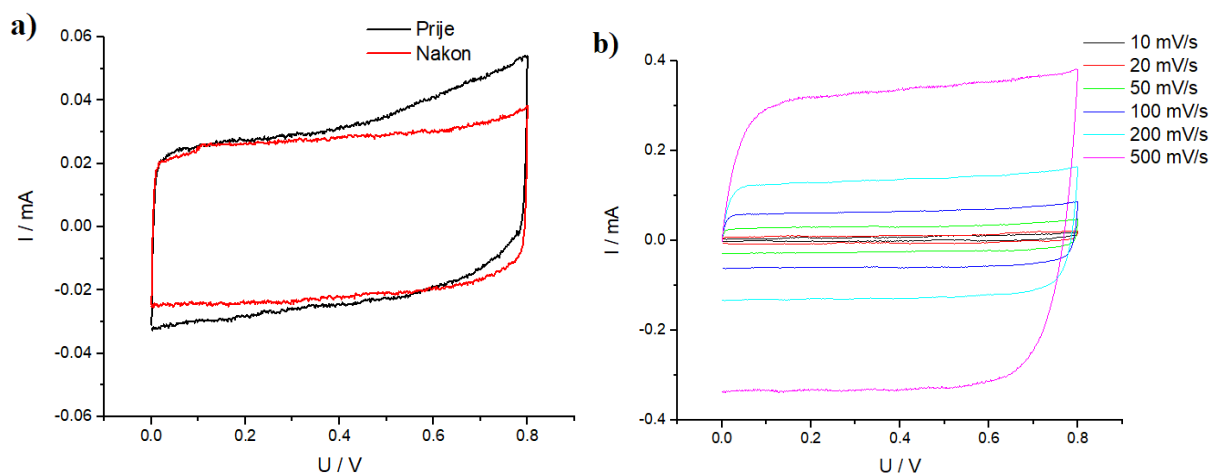 a)
Prije
Nakon
0.06
0.04
0.02
0.00
-0.02
-0.04
-0.06
I / mA
0.0 0.2 0.4 0.6 0.8
U / V
b)
10 mV/s
20 mV/s
50 mV/s
100 mV/s
200 mV/s
500 mV/s
0.4
0.2
0.0
-0.2
-0.4
I / mA
0.0 0.2 0.4 0.6 0.8
U / V